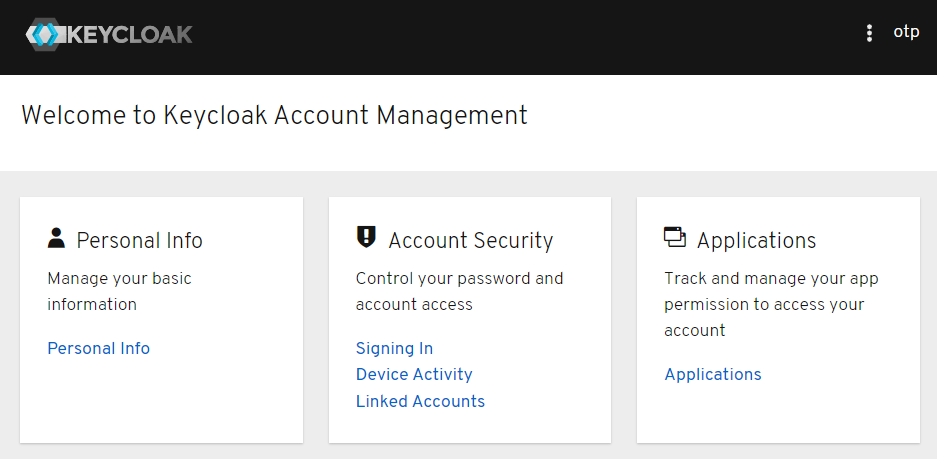 KEYCLOAK
otp
Welcome to Keycloak Account Management
Personal Info
Manage your basic
information
Personal Info
Account Security
Control your password and
account access
Signing In
Device Activity
Linked Accounts
Applications
Track and manage your app
permission to access your
account
Applications